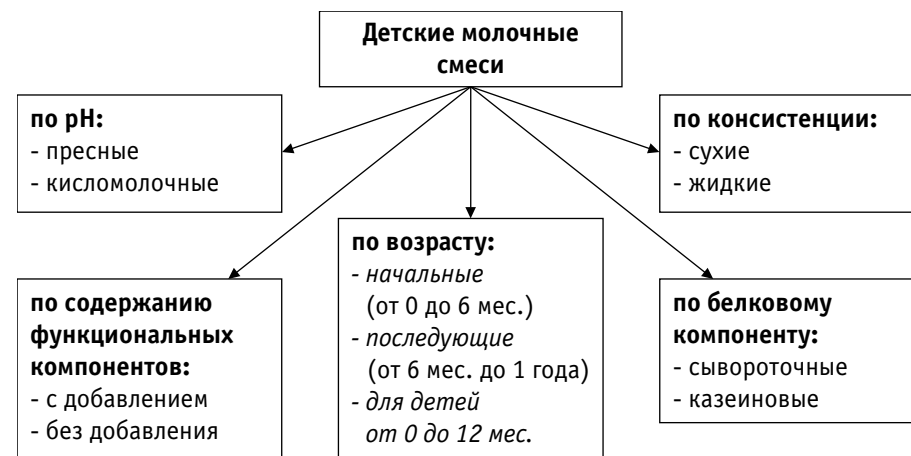 Детские молочные
смеси
по pH:
- пресные
- кисломолочные
по консистенции:
- сухие
- жидкие
по содержанию
функциональных
компонентов:
- с добавлением
- без добавления
по возрасту:
- начальные
(от 0 до 6 мес.)
- последующие
(от 6 мес. до 1 года)
- для детей
от 0 до 12 мес.
по белковому
компоненту:
- сывороточные
- казеиновые